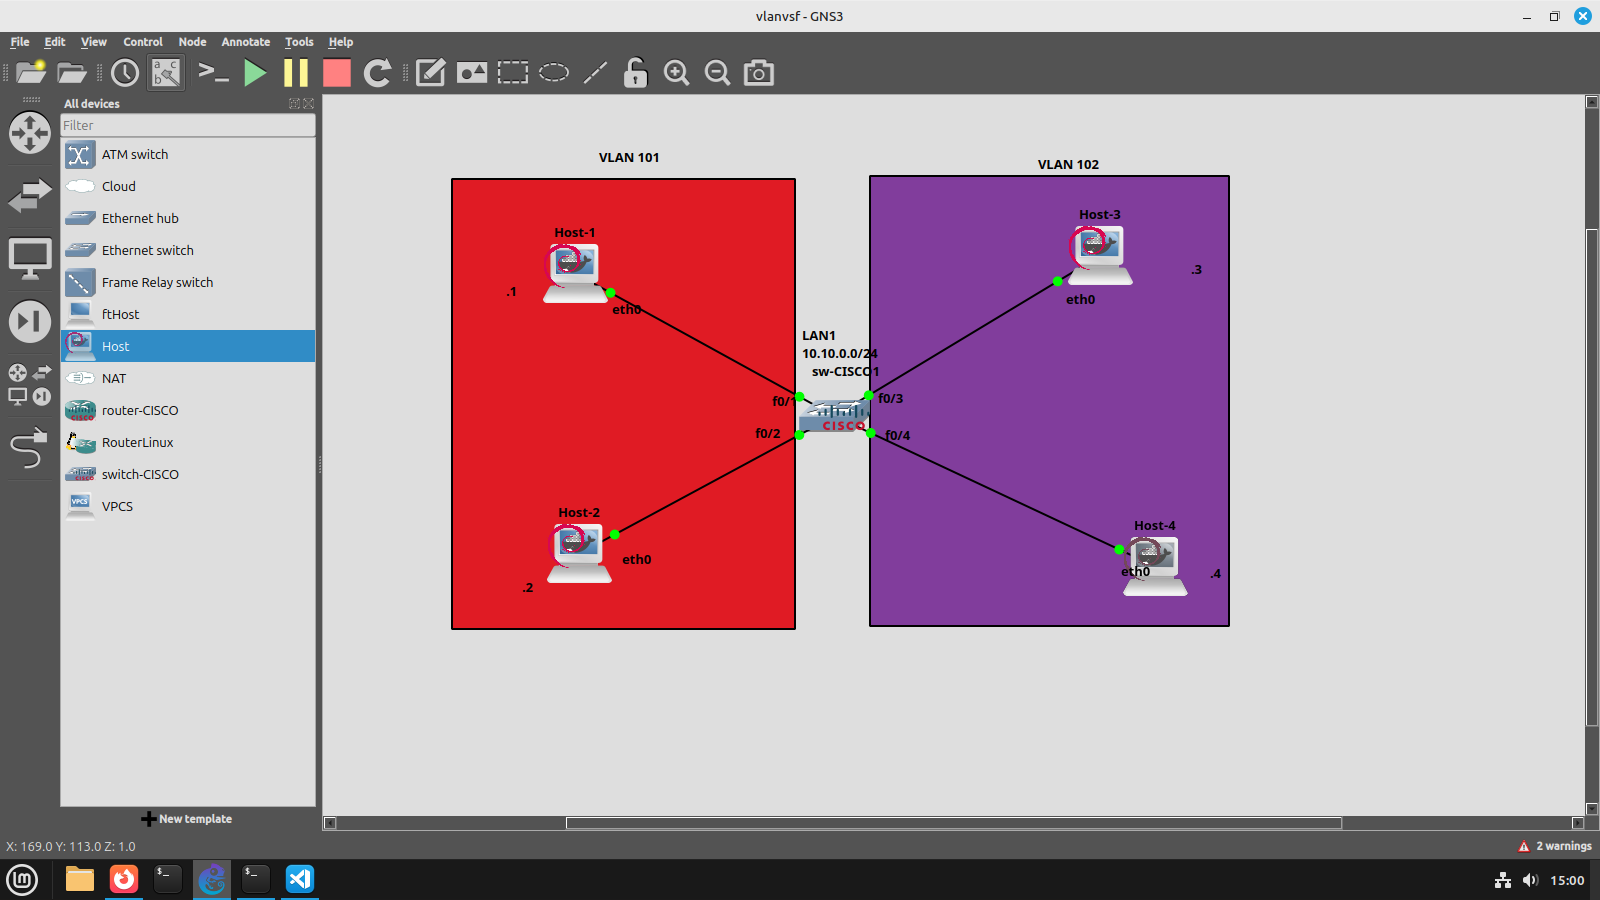 vlanvsf - GNS3
File Edit View Control Node Annotate Tools Help
All devices
Filter
ATM switch
Cloud
Ethernet hub
Ethernet switch
Frame Relay switch
ftHost
Host
NAT
router-CISCO
RouterLinux
switch-CISCO
VPCS
New template
VLAN 101
VLAN 102
Host-1
.1
eth0
Host-3
.3
eth0
LAN1
10.10.0.0/24
sw-CISCO1
f0/1
f0/3
f0/2
f0/4
CISCO
Host-2
eth0
.2
Host-4
eth0
.4
X: 169.0 Y: 113.0 Z: 1.0
2 warnings
15:00